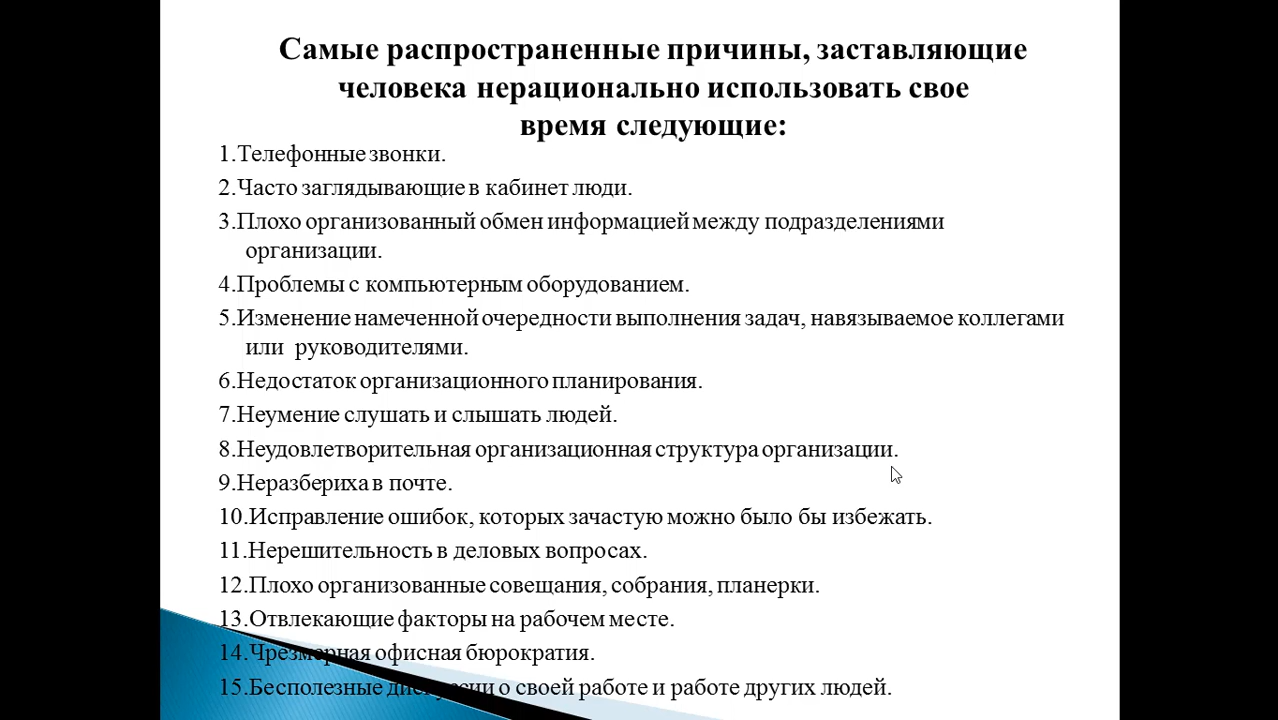 Самые распространенные причины, заставляющие
человека нерационально использовать свое
время следующие:
1.Телефонные звонки.
2.Часто заглядывающие в кабинет люди.
3.Плохо организованный обмен информацией между подразделениями
организации.
4.Проблемы с компьютерным оборудованием.
5.Изменение намеченной очередности выполнения задач, навязываемое коллегами
или руководителями.
6.Недостаток организационного планирования.
7.Неумение слушать и слышать людей.
8.Неудовлетворительная организационная структура организации.
9.Неразбериха в почте.
10.Исправление ошибок, которых зачастую можно было бы избежать.
11.Нерешительность в деловых вопросах.
12.Плохо организованные совещания, собрания, планерки.
13.Отвлекающие факторы на рабочем месте.
14.Чрезмерная офисная бюрократия.
15.Бесполезные дискуссии о своей работе и работе других людей.